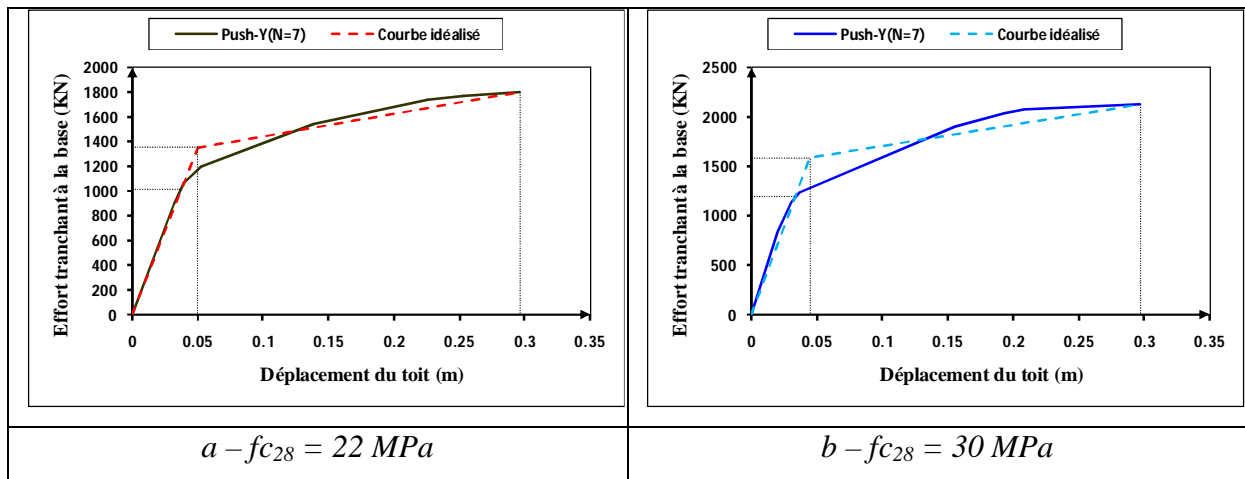 Push-Y(N=7) Courbe idéalisé
Effort tranchant à la base (KN)
2000
1800
1600
1400
1200
1000
800
600
400
200
0
0 0.05 0.1 0.15 0.2 0.25 0.3 0.35
Déplacement du toit (m)
a – fc28 = 22 MPa
Push-Y(N=7) Courbe idéalisé
Effort tranchant à la base (KN)
2500
2000
1500
1000
500
0
0 0.05 0.1 0.15 0.2 0.25 0.3 0.35
Déplacement du toit (m)
b – fc28 = 30 MPa